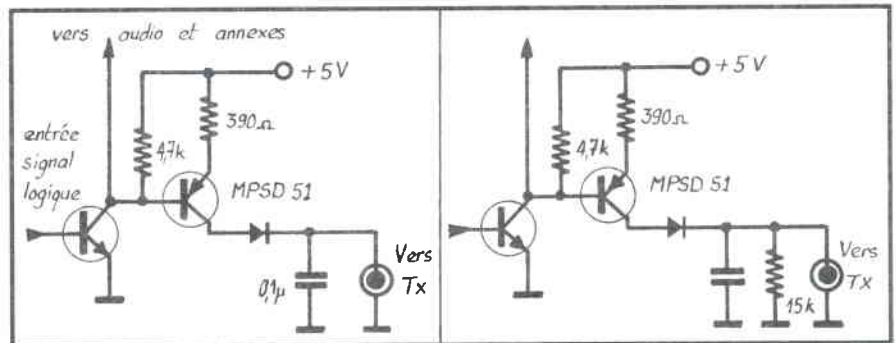 vers audio et annexes
+5V
390Ω
4,7k
entrée
signal
logique
MPSD 51
0,1µ
Vers
Tx
+5V
390Ω
4,7k
MPSD 51
15k
Vers
TX